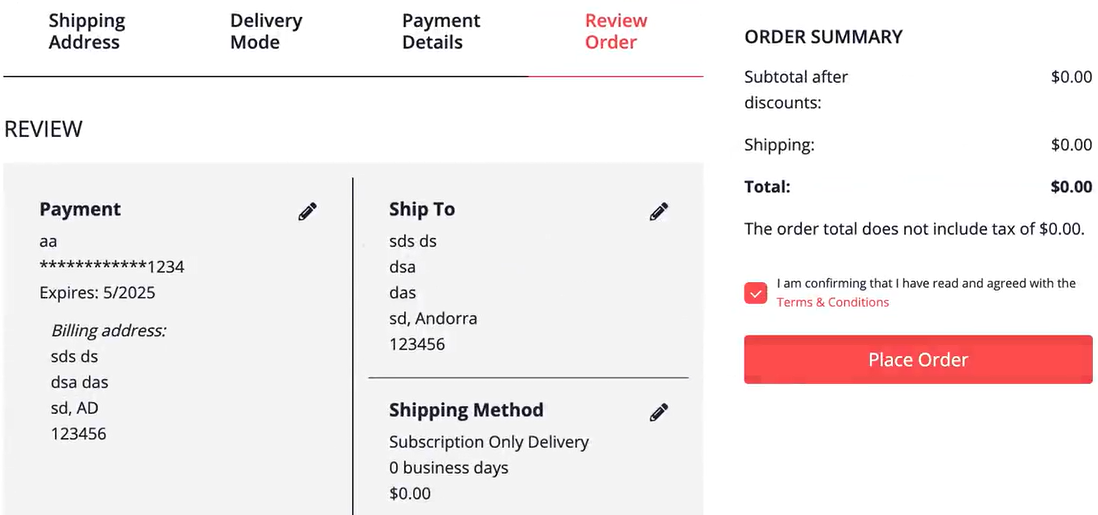 Shipping
Address
Delivery
Mode
Payment
Details
Review
Order
REVIEW
Payment
aa
************1234
Expires: 5/2025
Billing address:
sds ds
dsa das
sd, AD
123456
Ship To
sds ds
dsa
das
sd, Andorra
123456
Shipping Method
Subscription Only Delivery
0 business days
$0.00
ORDER SUMMARY
Subtotal after
discounts:
$0.00
Shipping: $0.00
Total: $0.00
The order total does not include tax of $0.00.
I am confirming that I have read and agreed with the
Terms & Conditions
Place Order